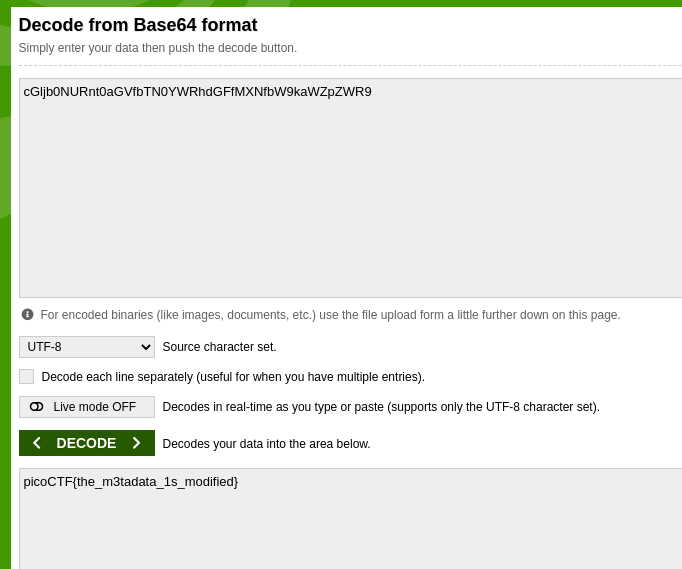 Decode from Base64 format
Simply enter your data then push the decode button.
cGljb0NURnt0aGVfbTN0YWRhdGFfMXNfbW9kaWZpZWR9
For encoded binaries (like images, documents, etc.) use the file upload form a little further down on this page.
UTF-8 Source character set.
Decode each line separately (useful for when you have multiple entries).
Live mode OFF Decodes in real-time as you type or paste (supports only the UTF-8 character set).
DECODE Decodes your data into the area below.
picoCTF{the_m3tadata_1s_modified}